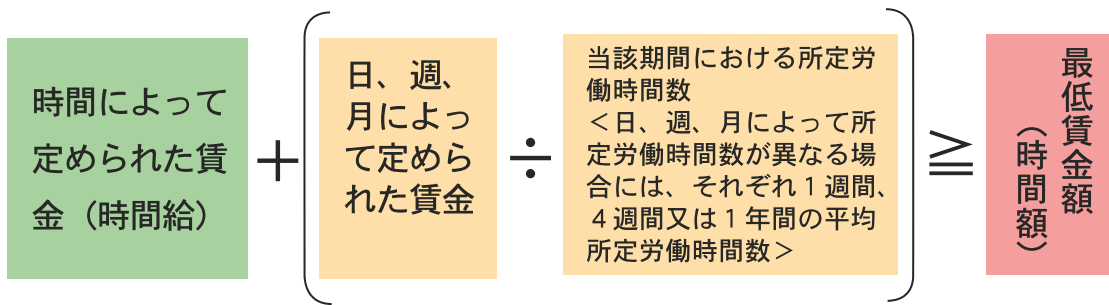 時間によって
定められた賃
金（時間給）
＋
（
日、週、
月によっ
て定めら
れた賃金
÷
当該期間における所定労
働時間数
＜日、週、月によって所
定労働時間数が異なる場
合には、それぞれ１週間、
４週間又は１年間の平均
所定労働時間数＞
）
≧
最低賃金額
（時間額）